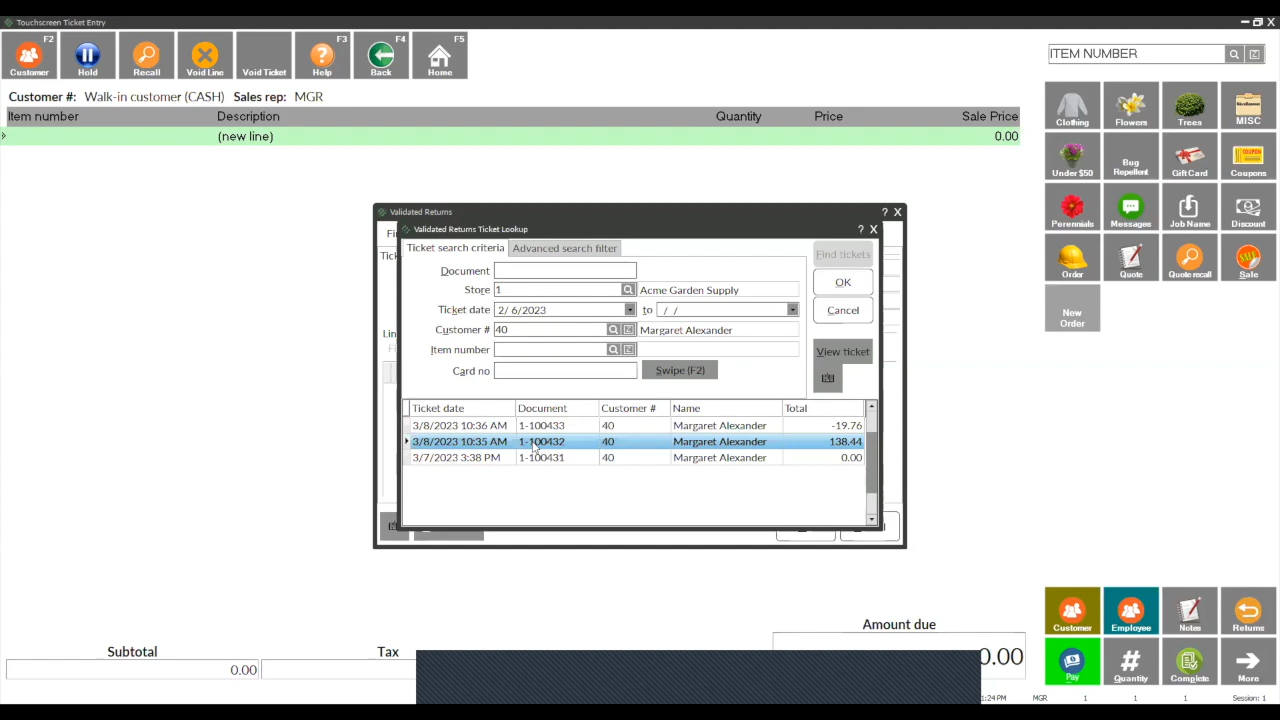 Touchscreen Ticket Entry
F2 F3 F4 F5
Customer Hold Recall Void Line Void Ticket Help Back Home
ITEM NUMBER
Customer #: Walk-in customer (CASH) Sales rep: MGR
Item number Description Quantity Price Sale Price
(new line) 0.00
Clothing Flowers Trees MISC
Under $50 Bug Repellent Gift Card Coupons
Perennials Messages Job Name Discount
Order Quote Quote recall Sale
New Order
Validated Returns ? X
Validated Returns Ticket Lookup ? X
Ticket search criteria Advanced search filter
Find tickets
Document
OK
Store 1 Acme Garden Supply
Ticket date 2/ 6/2023 to / /
Cancel
Customer # 40 Margaret Alexander
Item number
View ticket
Card no Swipe (F2)
Ticket date Document Customer # Name Total
3/8/2023 10:36 AM 1-100433 40 Margaret Alexander -19.76
3/8/2023 10:35 AM 1-100432 40 Margaret Alexander 138.44
3/7/2023 3:38 PM 1-100431 40 Margaret Alexander 0.00
Customer Employee Notes Returns
Pay Quantity Complete More
Subtotal Tax Amount due
0.00 0.00
1:24 PM MGR 1 1 1 Session: 1